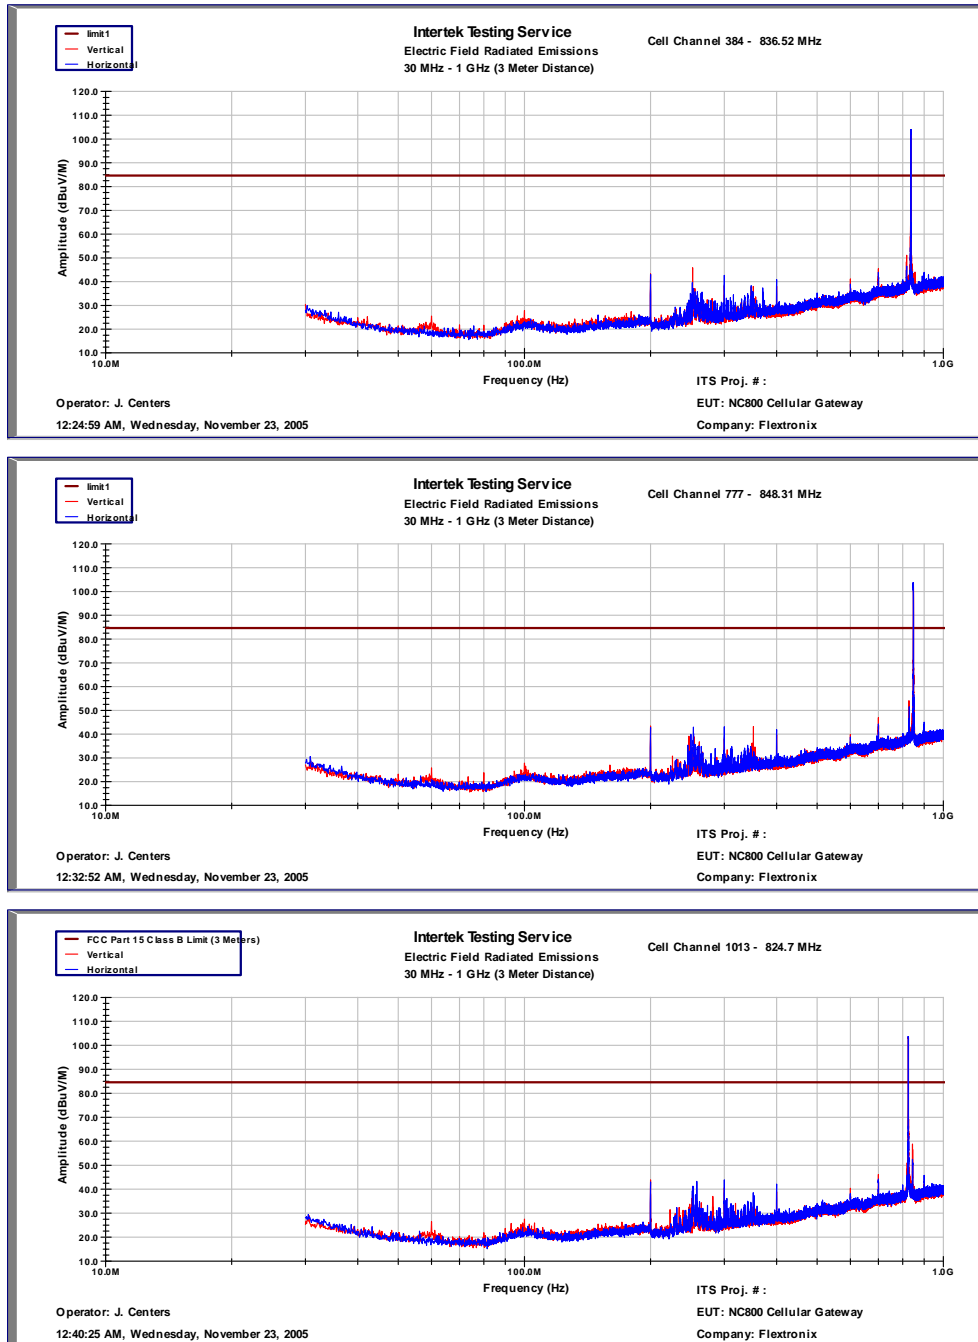 limit1
Vertical
Horizontal
Intertek Testing Service
Electric Field Radiated Emissions
30 MHz - 1 GHz (3 Meter Distance)
Cell Channel 384 - 836.52 MHz
120.0
110.0
100.0
90.0
80.0
70.0
60.0
50.0
40.0
30.0
20.0
10.0
Amplitude (dBuV/M)
10.0M
100.0M
1.0G
Frequency (Hz)
ITS Proj. # :
Operator: J. Centers
EUT: NC800 Cellular Gateway
12:24:59 AM, Wednesday, November 23, 2005
Company: Flextronix
limit1
Vertical
Horizontal
Intertek Testing Service
Electric Field Radiated Emissions
30 MHz - 1 GHz (3 Meter Distance)
Cell Channel 777 - 848.31 MHz
120.0
110.0
100.0
90.0
80.0
70.0
60.0
50.0
40.0
30.0
20.0
10.0
Amplitude (dBuV/M)
10.0M
100.0M
1.0G
Frequency (Hz)
ITS Proj. # :
Operator: J. Centers
EUT: NC800 Cellular Gateway
12:32:52 AM, Wednesday, November 23, 2005
Company: Flextronix
FCC Part 15 Class B Limit (3 Meters)
Vertical
Horizontal
Intertek Testing Service
Electric Field Radiated Emissions
30 MHz - 1 GHz (3 Meter Distance)
Cell Channel 1013 - 824.7 MHz
120.0
110.0
100.0
90.0
80.0
70.0
60.0
50.0
40.0
30.0
20.0
10.0
Amplitude (dBuV/M)
10.0M
100.0M
1.0G
Frequency (Hz)
ITS Proj. # :
Operator: J. Centers
EUT: NC800 Cellular Gateway
12:40:25 AM, Wednesday, November 23, 2005
Company: Flextronix